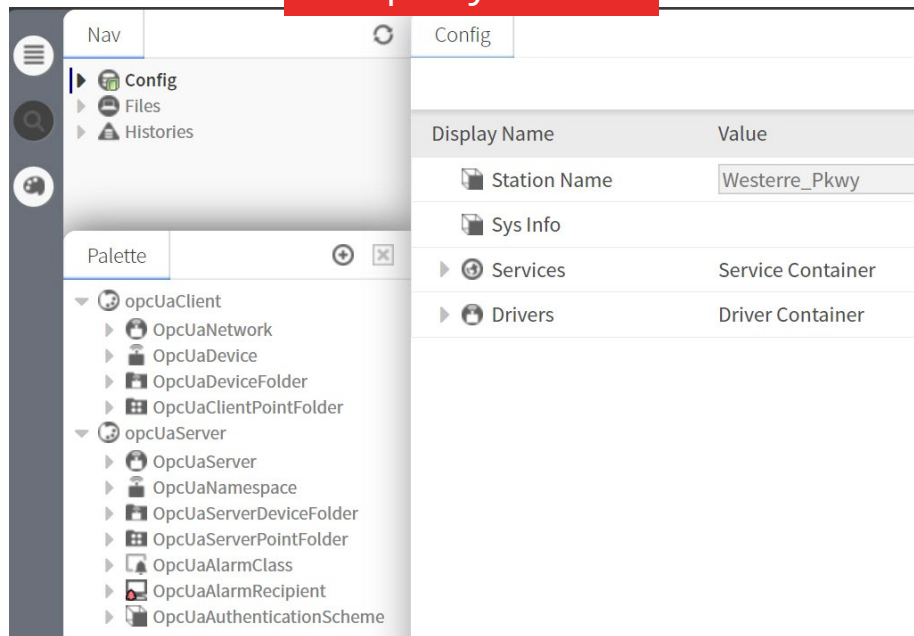 Nav
Config
Files
Histories
Palette
opcUaClient
OpcUaNetwork
OpcUaDevice
OpcUaDeviceFolder
OpcUaClientPointFolder
opcUaServer
OpcUaServer
OpcUaNamespace
OpcUaServerDeviceFolder
OpcUaServerPointFolder
OpcUaAlarmClass
OpcUaAlarmRecipient
OpcUaAuthenticationScheme
Config
Display Name Value
Station Name Westerre_Pkwy
Sys Info
Services Service Container
Drivers Driver Container